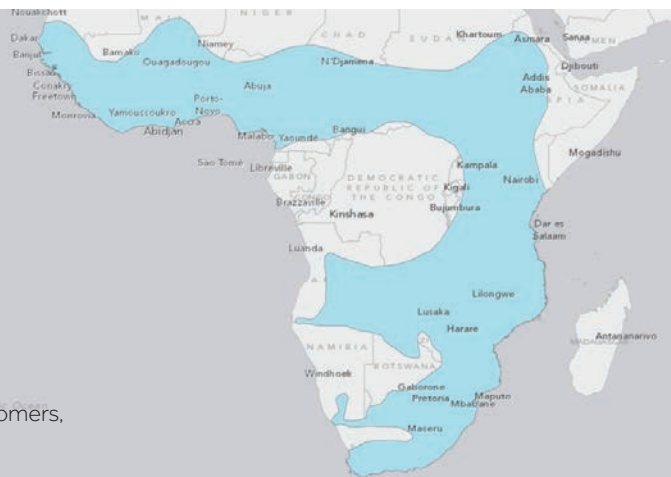 Nouakchott
MALI
NIGER
CHAD
SUDAN
Khartoum
Asmara
Sanaa
YEMEN
Dakar
Banjul
Bissau
Bamako
Niamey
Ouagadougou
N'Djamena
Djibouti
Conakry
Freetown
Abuja
Addis
Ababa
SOMALIA
Monrovia
Yamoussoukro
Porto-
Novo
Accra
Abidjan
Malabo
Yaoundé
Bangui
Mogadishu
São Tomé
Libreville
GABON
DEMOCRATIC
REPUBLIC OF
THE CONGO
Kampala
Kigali
Nairobi
Brazzaville
Kinshasa
Bujumbura
Dar es
Salaam
Luanda
Lilongwe
Lusaka
Harare
Antananarivo
MADAGASCAR
NAMIBIA
BOTSWANA
Windhoek
Gaborone
Pretoria
Maputo
Mbabane
Maseru
Ocean
omers,